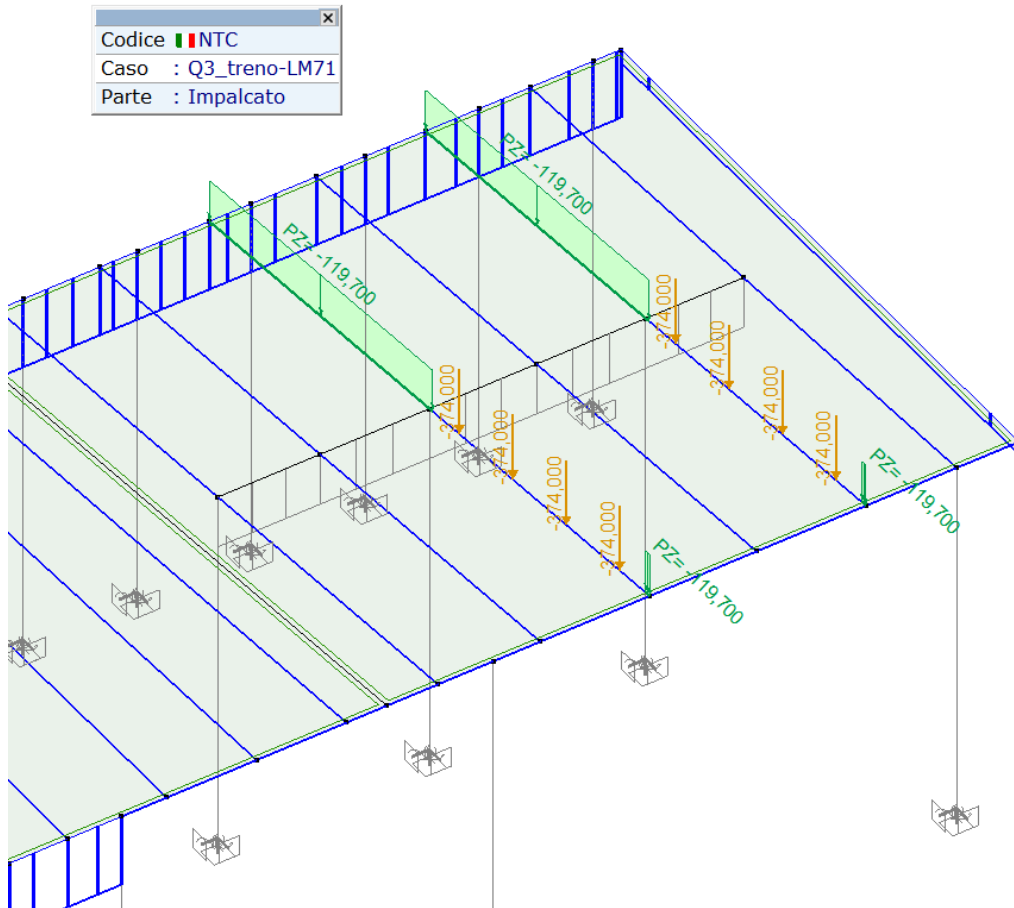 Codice NTC
Caso : Q3_treno-LM71
Parte : Impalcato
PZ= -119,700
PZ= -119,700
-374,000
-374,000
-374,000
-374,000
-374,000
-374,000
-374,000
-374,000
PZ= -119,700
PZ= -119,700